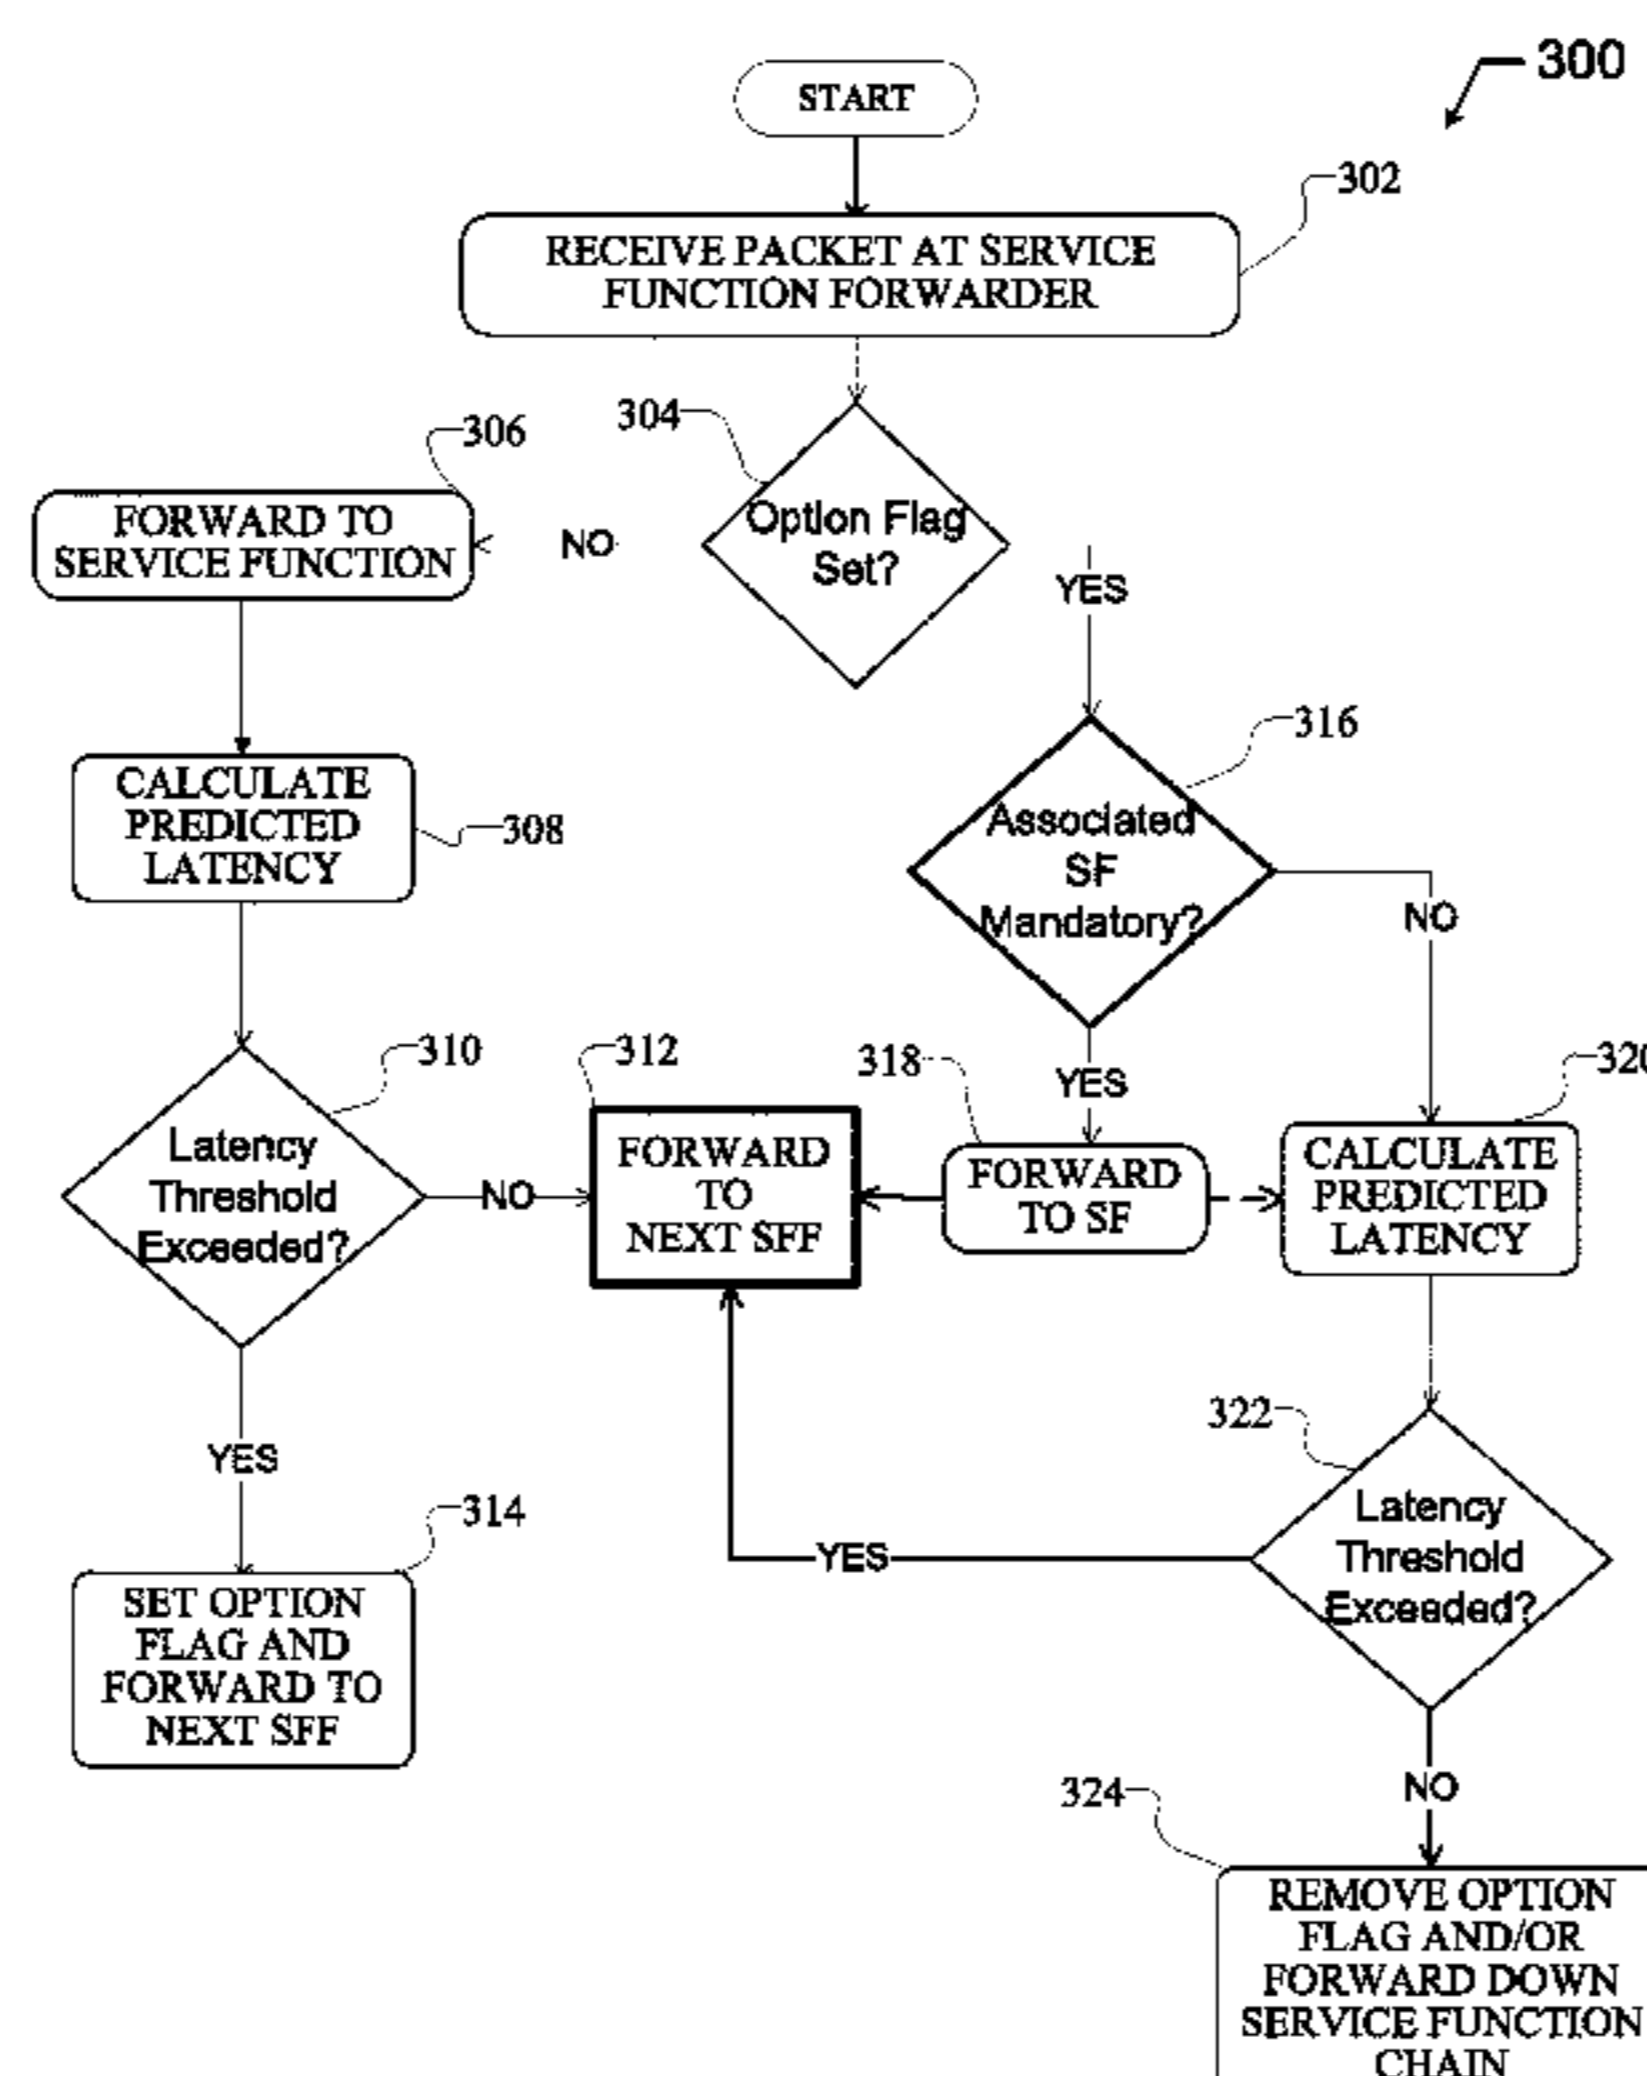 300
START
302
RECEIVE PACKET AT SERVICE
FUNCTION FORWARDER
304
306
Option Flag
Set?
FORWARD TO
SERVICE FUNCTION
NO
YES
316
CALCULATE
PREDICTED
LATENCY
308
Associated
SF
Mandatory?
NO
310
312
318
YES
320
Latency
Threshold
Exceeded?
NO
FORWARD
TO
NEXT SFF
FORWARD
TO SF
CALCULATE
PREDICTED
LATENCY
322
YES
314
Latency
Threshold
Exceeded?
YES
SET OPTION
FLAG AND
FORWARD TO
NEXT SFF
NO
324
REMOVE OPTION
FLAG AND/OR
FORWARD DOWN
SERVICE FUNCTION
CHAIN